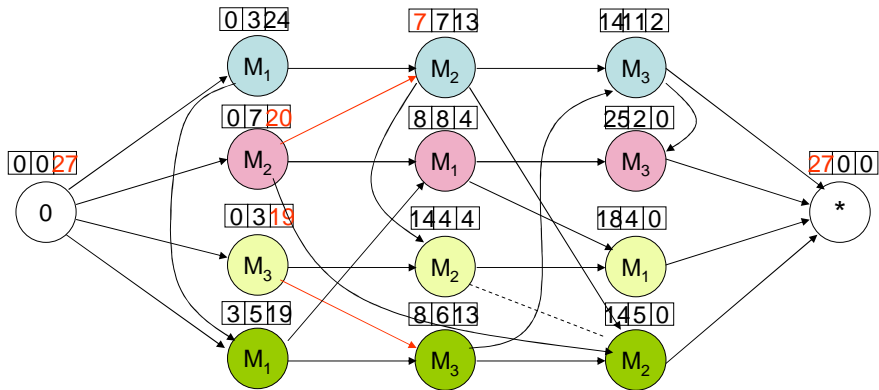 0 3 24 7 7 13 14 11 2
M₁ M₂ M₃
0 7 20 8 8 4 25 2 0
0 0 27 M₂ M₁ M₃ 27 0 0
0 *
0 3 19 14 4 4 18 4 0
M₃ M₂ M₁
3 5 19 8 6 13 14 5 0
M₁ M₃ M₂